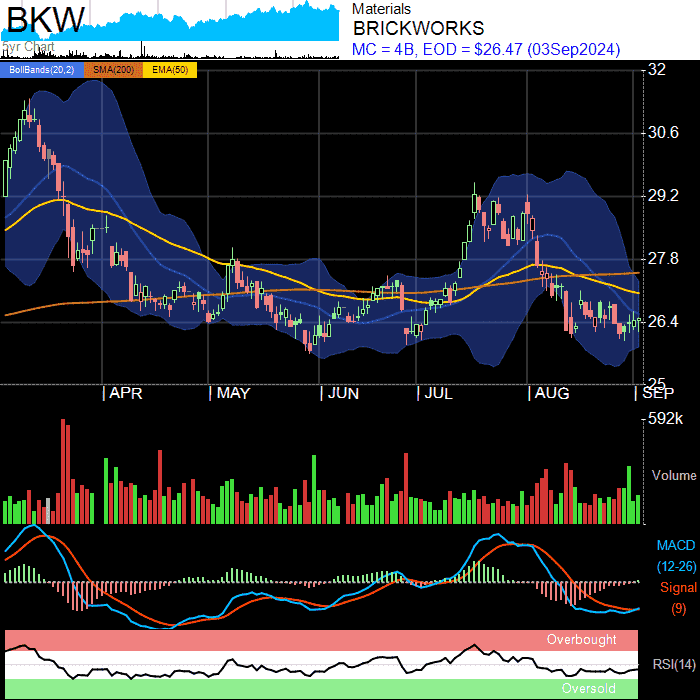 BKW
5yr Chart
Materials
BRICKWORKS
MC = 4B, EOD = $26.47 (03Sep2024)
BollBands(20,2) SMA(200) EMA(50)
32
30.6
29.2
27.8
26.4
25
APR MAY JUN JUL AUG SEP
592k
Volume
MACD
(12-26)
Signal
(9)
Overbought
RSI(14)
Oversold